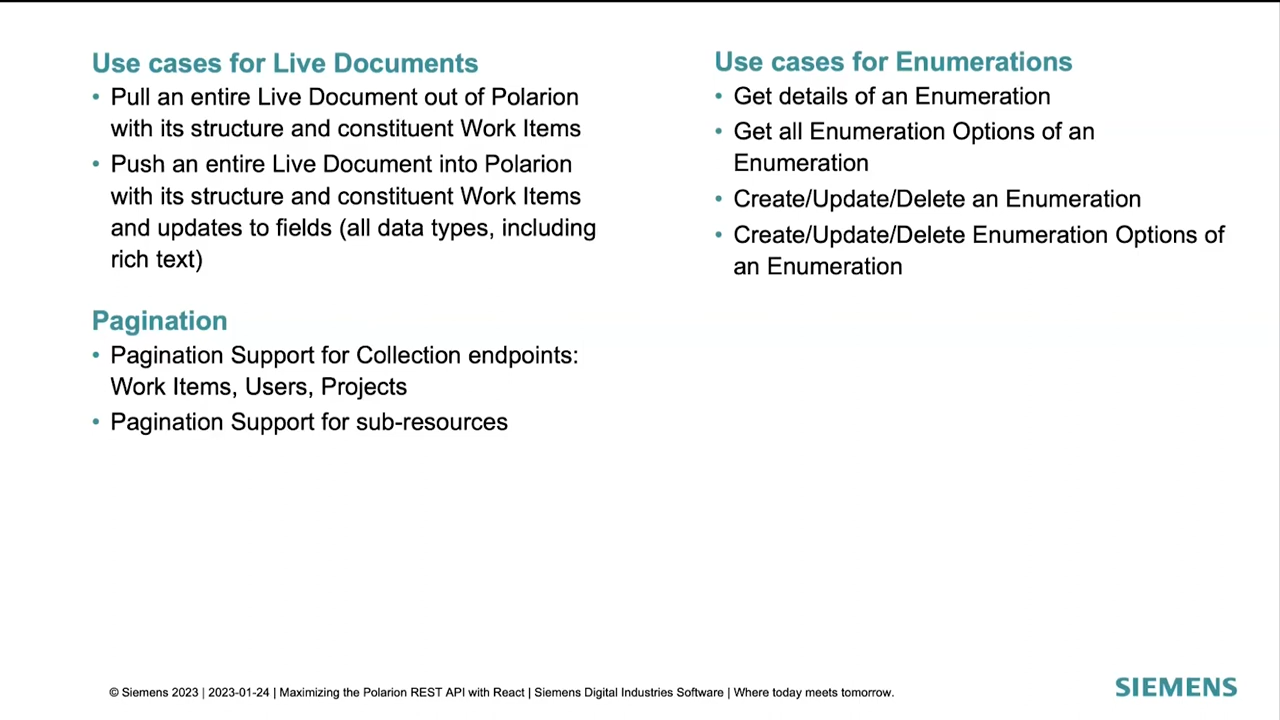 Use cases for Live Documents
• Pull an entire Live Document out of Polarion
with its structure and constituent Work Items
• Push an entire Live Document into Polarion
with its structure and constituent Work Items
and updates to fields (all data types, including
rich text)
Pagination
• Pagination Support for Collection endpoints:
Work Items, Users, Projects
• Pagination Support for sub-resources
Use cases for Enumerations
• Get details of an Enumeration
• Get all Enumeration Options of an
Enumeration
• Create/Update/Delete an Enumeration
• Create/Update/Delete Enumeration Options of
an Enumeration
© Siemens 2023 | 2023-01-24 | Maximizing the Polarion REST API with React | Siemens Digital Industries Software | Where today meets tomorrow.
SIEMENS